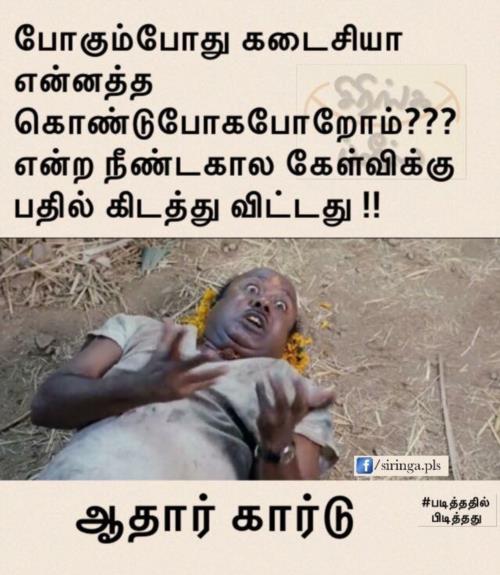 போகும்போது கடைசியா
என்னத்த
கொண்டுபோகபோறோம்???
என்ற நீண்டகால கேள்விக்கு
பதில் கிடத்து விட்டது !!
சிரிங்க
ப்ளீஸ்
f/siringa.pls
ஆதார் கார்டு
#படித்ததில்
பிடித்தது